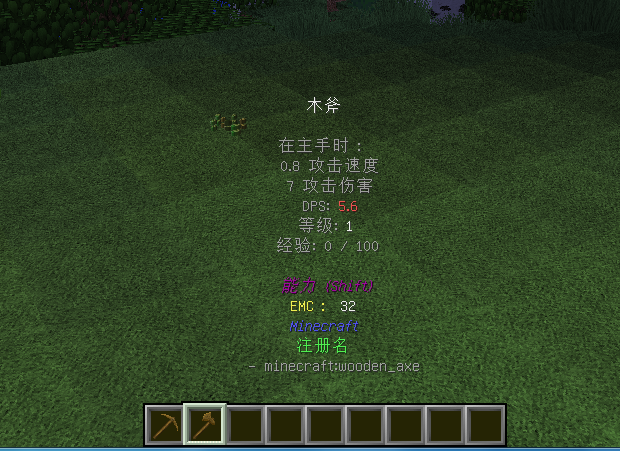 木斧
在主手时：
0.8 攻击速度
7 攻击伤害
DPS: 5.6
等级: 1
经验: 0 / 100
能力 (Shift)
EMC： 32
Minecraft
注册名
- minecraft:wooden_axe